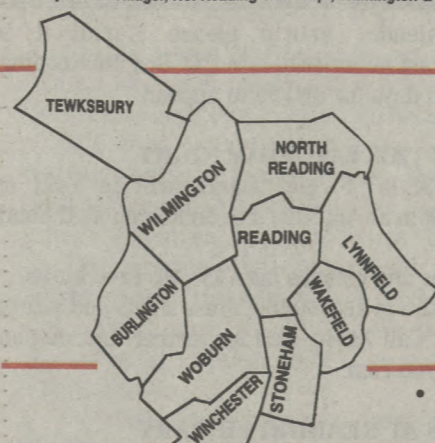 TEWKSBURY
NORTH
READING
WILMINGTON
READING
LYNNFIELD
BURLINGTON
WAKEFIELD
WOBURN
STONEHAM
WINCHESTER